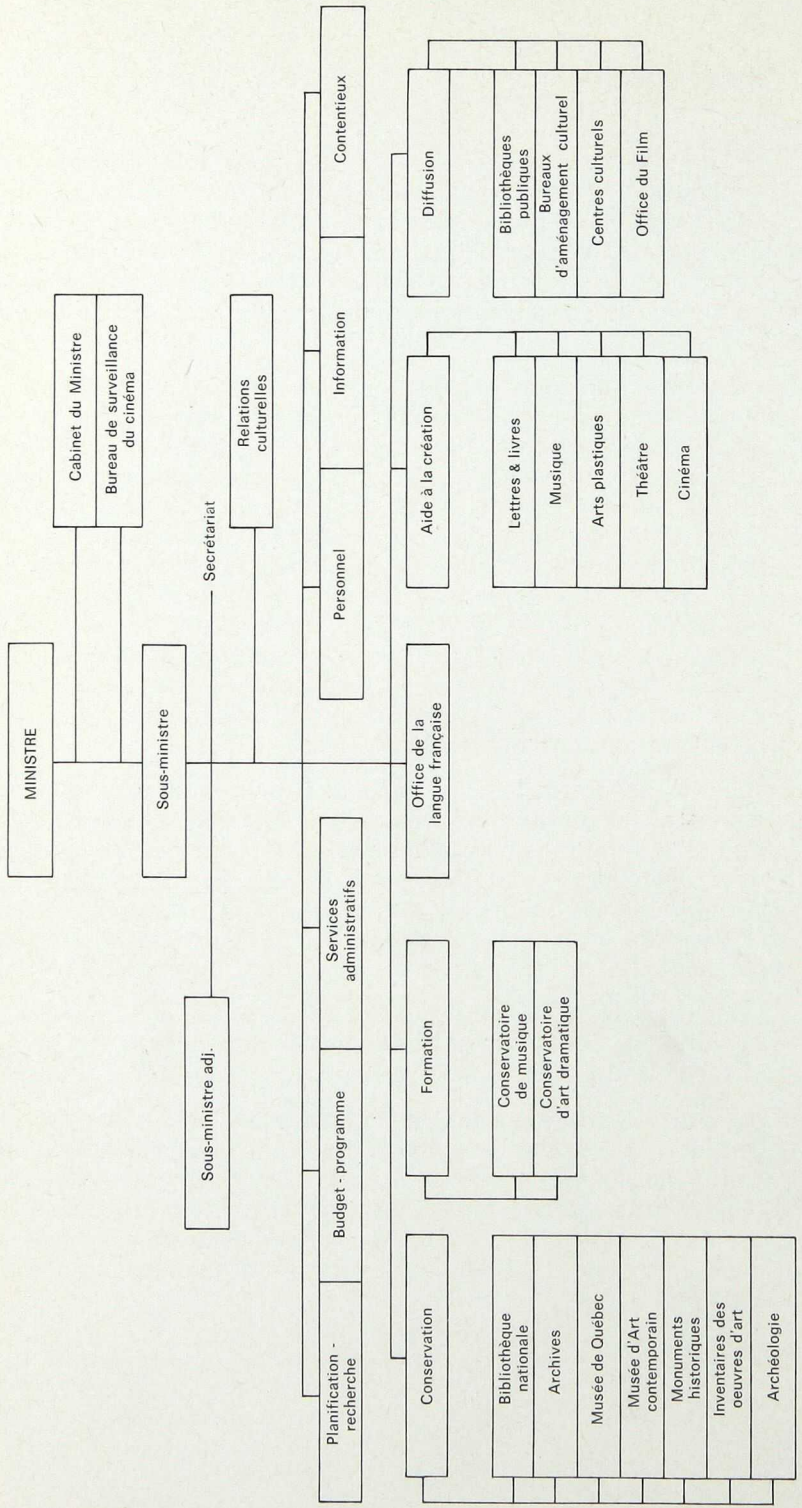 MINISTRE
Cabinet du Ministre
Bureau de surveillance
du cinéma
Sous-ministre
Sous-ministre adj.
Secrétariat
Relations
culturelles
Planification -
recherche
Budget - programme
Services
administratifs
Personnel
Information
Contentieux
Conservation
Bibliothèque
nationale
Archives
Musée de Québec
Musée d'Art
contemporain
Monuments
historiques
Inventaires des
oeuvres d'art
Archéologie
Formation
Conservatoire
de musique
Conservatoire
d'art dramatique
Office de la
langue française
Aide à la création
Lettres & livres
Musique
Arts plastiques
Théâtre
Cinéma
Diffusion
Bibliothèques
publiques
Bureaux
d'aménagement culturel
Centres culturels
Office du Film